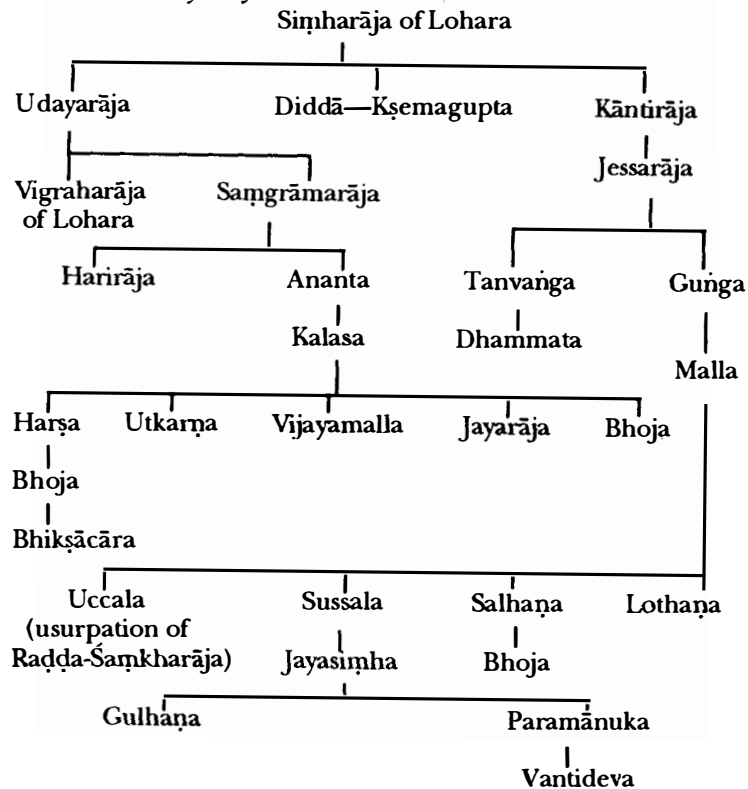 Siṃharāja of Lohara
Udayarāja Diddā—Kṣemagupta Kāntirāja
Jessarāja
Vigraharāja Saṃgrāmarāja
of Lohara
Harirāja Ananta Tanvaṅga Guṅga
Kalasa Dhammata
Malla
Harṣa Utkarṇa Vijayamalla Jayarāja Bhoja
Bhoja
Bhikṣācāra
Uccala Sussala Salhaṇa Lothaṇa
(usurpation of
Raḍḍa-Śaṃkharāja) Jayasiṃha Bhoja
Gulhaṇa Paramānuka
Vantideva